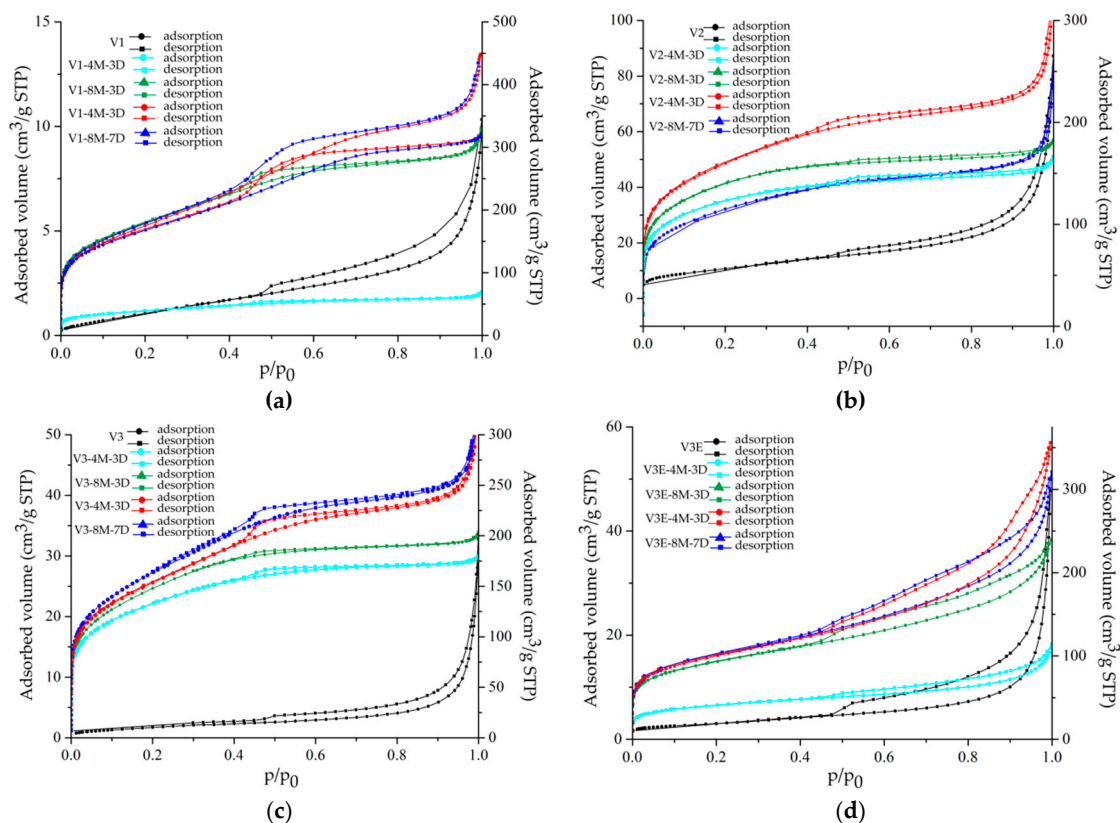 15
10
5
0
500
400
300
200
100
0
0.0 0.2 0.4 0.6 0.8 1.0
Adsorbed volume (cm³/g STP)
Adsorbed volume (cm³/g STP)
p/p₀
V1 adsorption
desorption
V1-4M-3D adsorption
desorption
V1-8M-3D adsorption
desorption
V1-4M-3D adsorption
desorption
V1-8M-7D adsorption
desorption
(a)
100
80
60
40
20
0
300
200
100
0
0.0 0.2 0.4 0.6 0.8 1.0
Adsorbed volume (cm³/g STP)
Adsorbed volume (cm³/g STP)
p/p₀
V2 adsorption
desorption
V2-4M-3D adsorption
desorption
V2-8M-3D adsorption
desorption
V2-4M-3D adsorption
desorption
V2-8M-7D adsorption
desorption
(b)
50
40
30
20
10
0
300
250
200
150
100
50
0
0.0 0.2 0.4 0.6 0.8 1.0
Adsorbed volume (cm³/g STP)
Adsorbed volume (cm³/g STP)
p/p₀
V3 adsorption
desorption
V3-4M-3D adsorption
desorption
V3-8M-3D adsorption
desorption
V3-4M-3D adsorption
desorption
V3-8M-7D adsorption
desorption
(c)
60
40
20
0
300
200
100
0
0.0 0.2 0.4 0.6 0.8 1.0
Adsorbed volume (cm³/g STP)
Adsorbed volume (cm³/g STP)
p/p₀
V3E adsorption
desorption
V3E-4M-3D adsorption
desorption
V3E-8M-3D adsorption
desorption
V3E-4M-3D adsorption
desorption
V3E-8M-7D adsorption
desorption
(d)